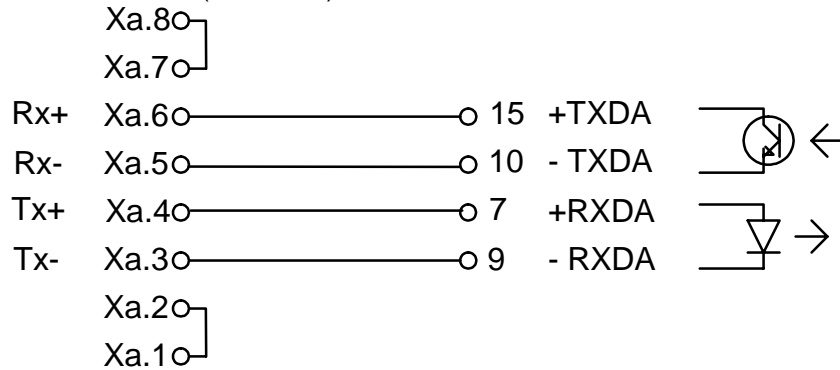 Xa.8
Xa.7
Rx+ Xa.6 15 +TXDA
Rx- Xa.5 10 - TXDA
Tx+ Xa.4 7 +RXDA
Tx- Xa.3 9 - RXDA
Xa.2
Xa.1